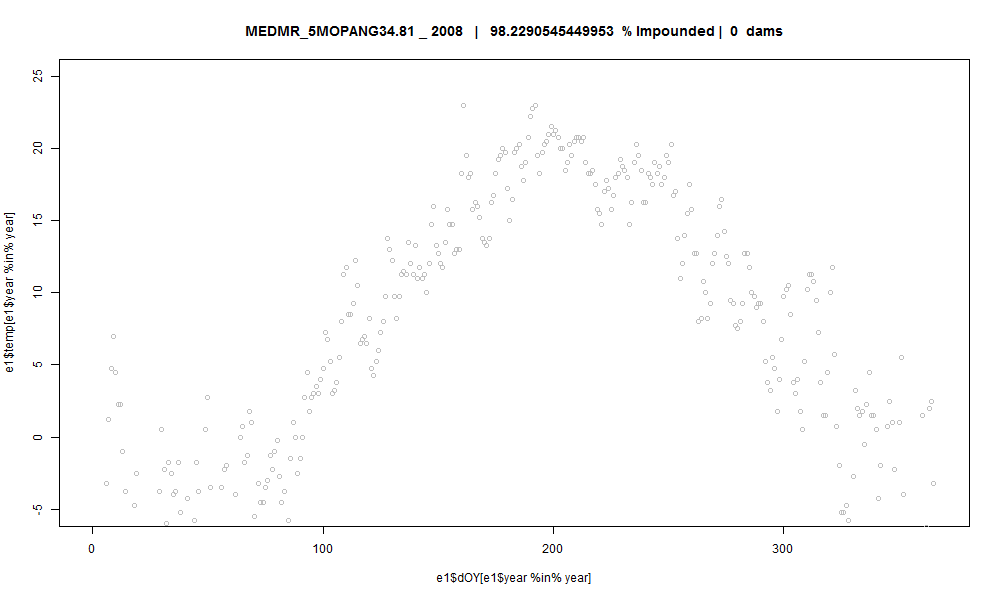 MEDMR_5MOPANG34.81 _ 2008 | 98.2290545449953 % Impounded | 0 dams
25
20
15
10
5
0
-5
e1$temp[e1$year %in% year]
0 100 200 300
e1$dOY[e1$year %in% year]